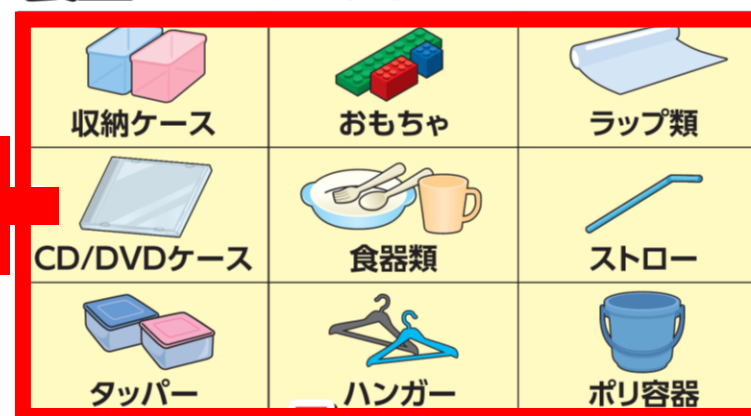 収納ケース
おもちゃ
ラップ類
CD/DVDケース
食器類
ストロー
タッパー
ハンガー
ポリ容器